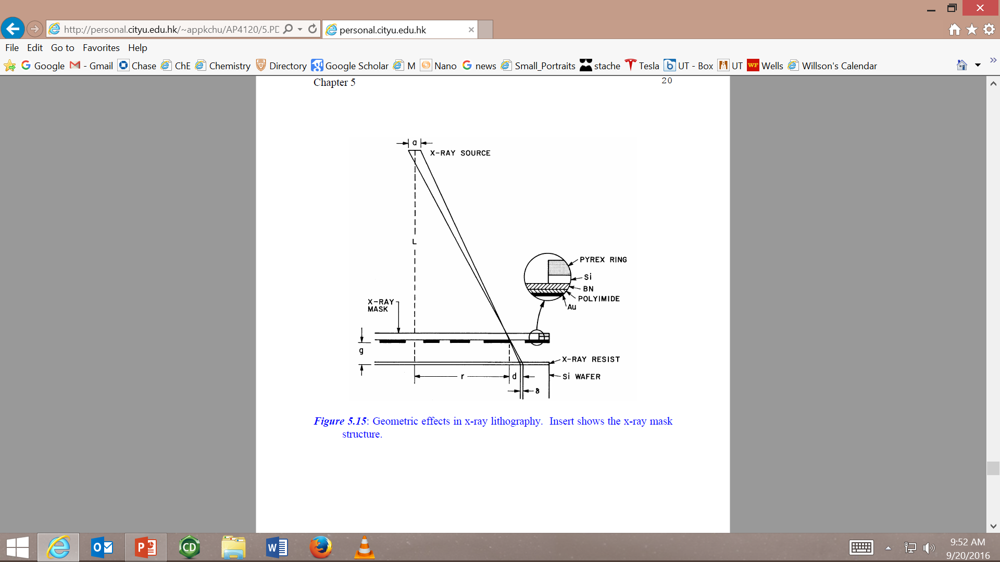 http://personal.cityu.edu.hk/~appkchu/AP4120/5.PD
personal.cityu.edu.hk
File Edit Go to Favorites Help
Google - Gmail Chase ChE Chemistry Directory Google Scholar M Nano news Small_Portraits stache Tesla UT - Box UT WF Wells Willson's Calendar
Chapter 5 20
a
X-RAY SOURCE
L
PYREX RING
Si
BN
POLYIMIDE
Au
X-RAY
MASK
g
X-RAY RESIST
r d
Si WAFER
δ
Figure 5.15: Geometric effects in x-ray lithography. Insert shows the x-ray mask
structure.
9:52 AM
9/20/2016